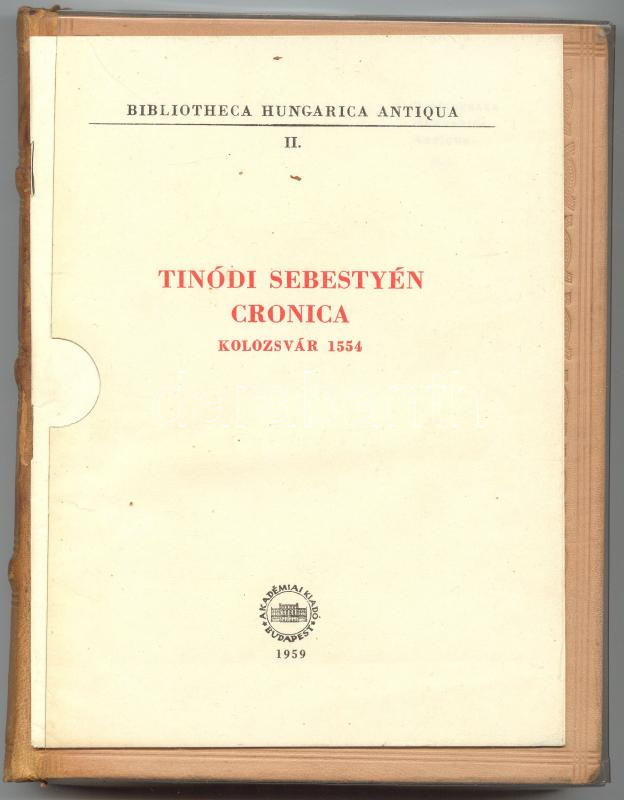 BIBLIOTHECA HUNGARICA ANTIQUA
II.
TINÓDI SEBESTYÉN
CRONICA
KOLOZSVÁR 1554
AKADÉMIAI KIADÓ
BUDAPEST
1959